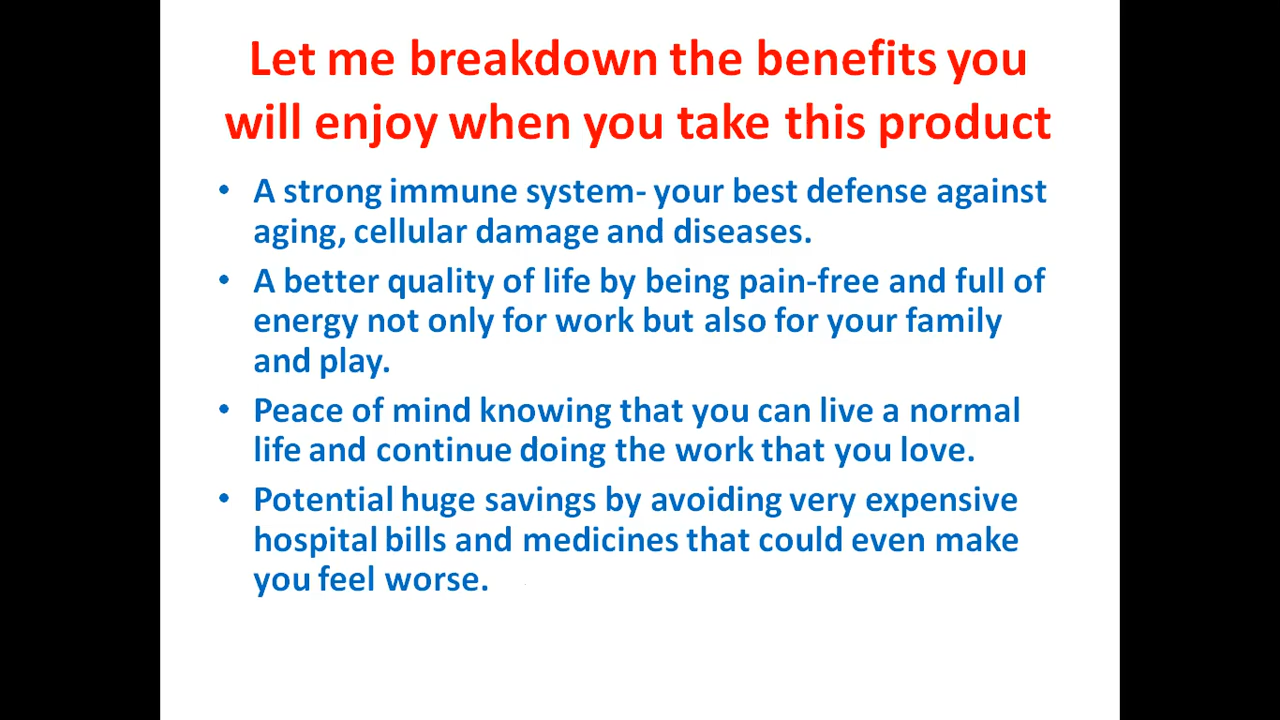 Let me breakdown the benefits you
will enjoy when you take this product
• A strong immune system- your best defense against
aging, cellular damage and diseases.
• A better quality of life by being pain-free and full of
energy not only for work but also for your family
and play.
• Peace of mind knowing that you can live a normal
life and continue doing the work that you love.
• Potential huge savings by avoiding very expensive
hospital bills and medicines that could even make
you feel worse.